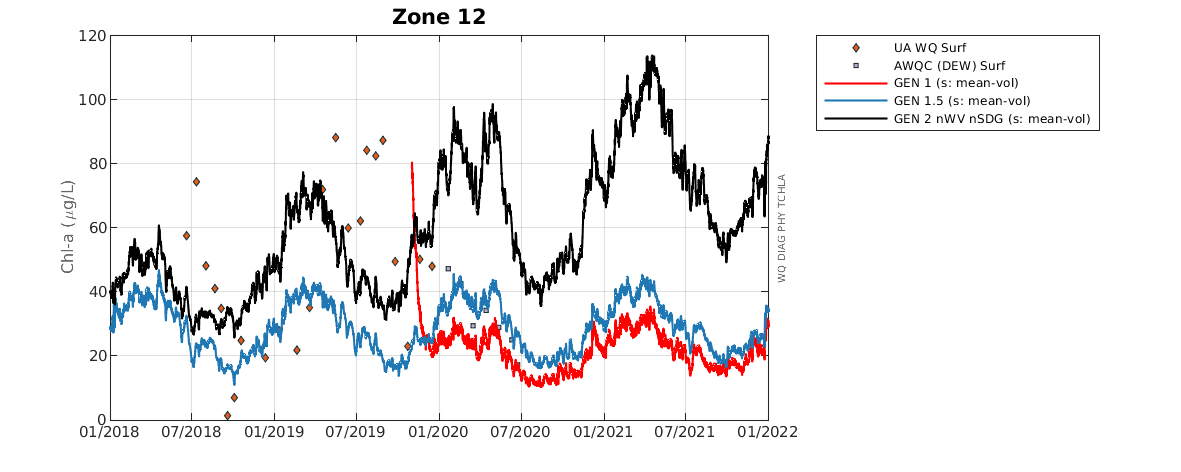 Zone 12
120
100
80
60
40
20
0
Chl-a ( μg/L)
01/2018 07/2018 01/2019 07/2019 01/2020 07/2020 01/2021 07/2021 01/2022
WQ DIAG PHY TCHLA
UA WQ Surf
AWQC (DEW) Surf
GEN 1 (s: mean-vol)
GEN 1.5 (s: mean-vol)
GEN 2 nWV nSDG (s: mean-vol)